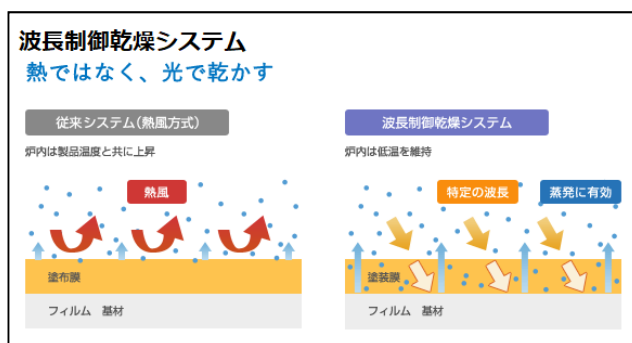 波長制御乾燥システム
熱ではなく、光で乾かす
従来システム(熱風方式)
炉内は製品温度と共に上昇
熱風
塗布膜
フィルム 基材
波長制御乾燥システム
炉内は低温を維持
特定の波長
蒸発に有効
塗装膜
フィルム 基材